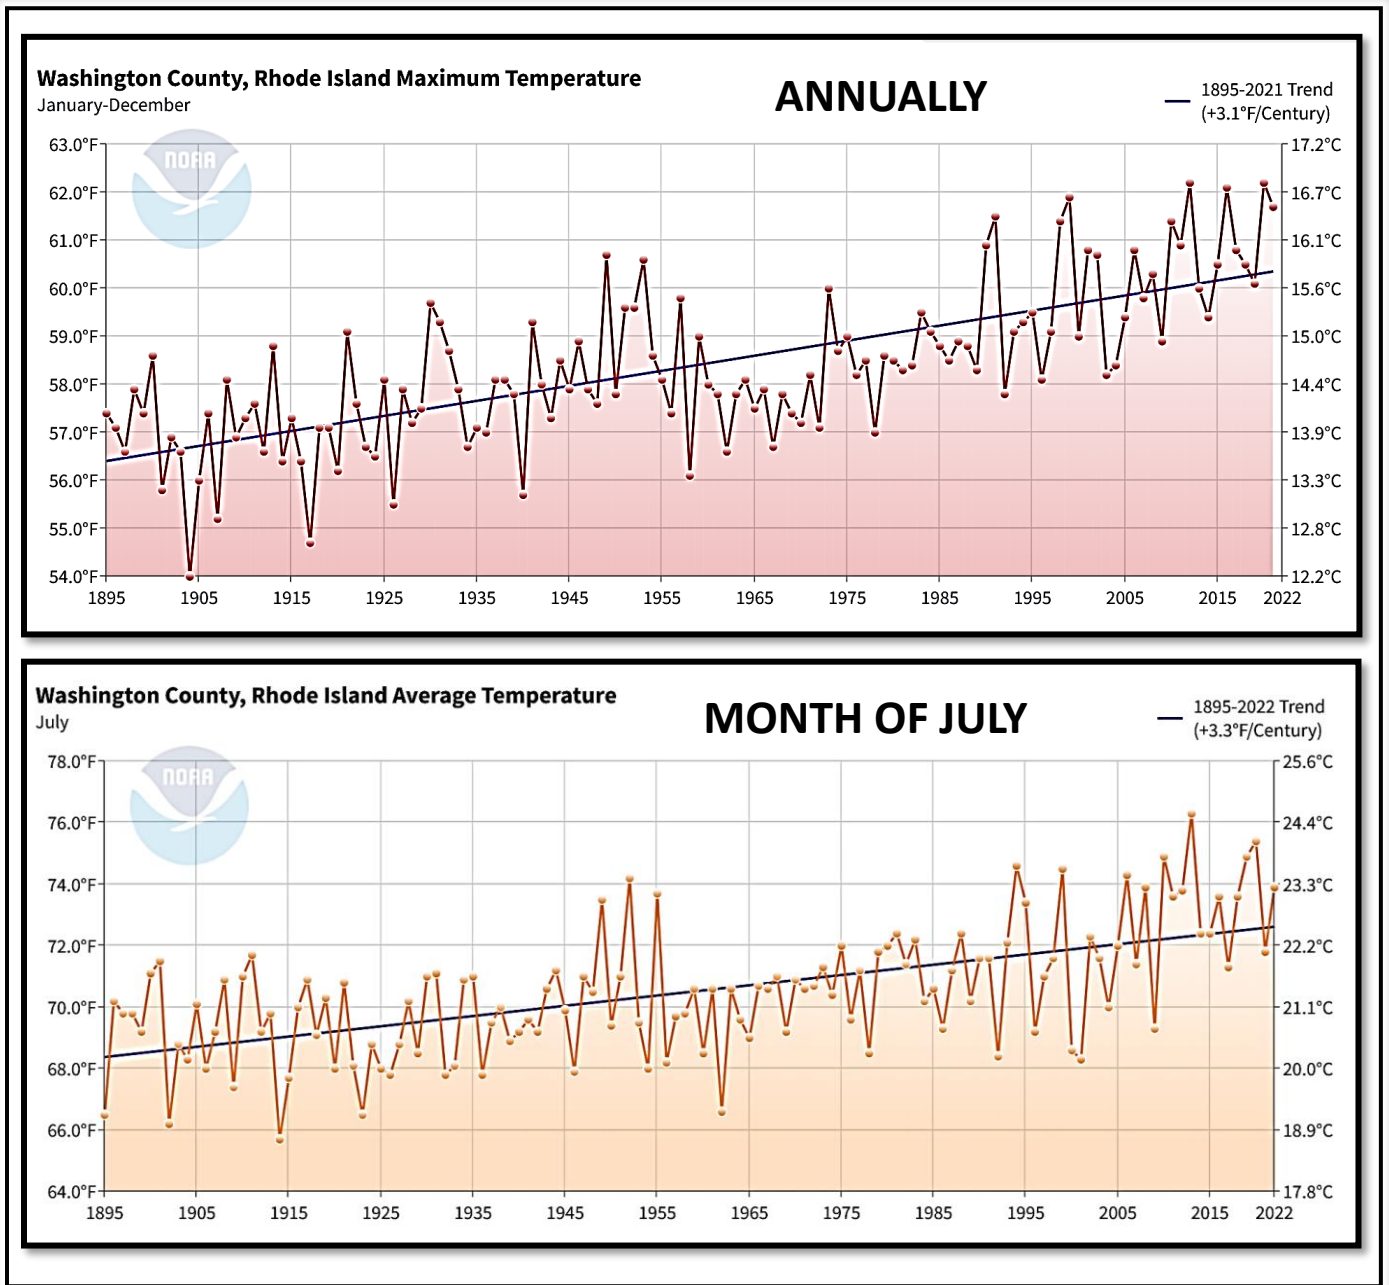 Washington County, Rhode Island Maximum Temperature
January-December
ANNUALLY
1895-2021 Trend
(+3.1°F/Century)
NOAA
63.0°F 17.2°C
62.0°F 16.7°C
61.0°F 16.1°C
60.0°F 15.6°C
59.0°F 15.0°C
58.0°F 14.4°C
57.0°F 13.9°C
56.0°F 13.3°C
55.0°F 12.8°C
54.0°F 12.2°C
1895 1905 1915 1925 1935 1945 1955 1965 1975 1985 1995 2005 2015 2022
Washington County, Rhode Island Average Temperature
July
MONTH OF JULY
1895-2022 Trend
(+3.3°F/Century)
NOAA
78.0°F 25.6°C
76.0°F 24.4°C
74.0°F 23.3°C
72.0°F 22.2°C
70.0°F 21.1°C
68.0°F 20.0°C
66.0°F 18.9°C
64.0°F 17.8°C
1895 1905 1915 1925 1935 1945 1955 1965 1975 1985 1995 2005 2015 2022